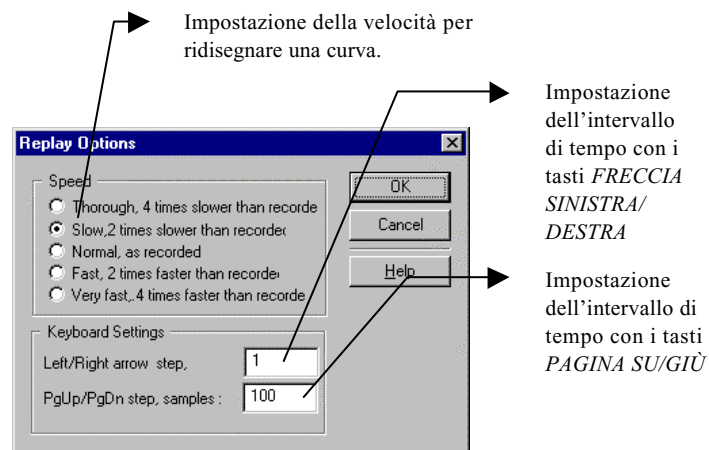 Impostazione della velocità per
ridisegnare una curva.
Impostazione
dell'intervallo
di tempo con i
tasti FRECCIA
SINISTRA/
DESTRA
Replay Options
Speed
Thorough, 4 times slower than recorde
Slow,2 times slower than recordec
Normal, as recorded
Fast, 2 times faster than recorde
Very fast,.4 times faster than recorde
OK
Cancel
Help
Keyboard Settings
Left/Right arrow step, 1
PgUp/PgDn step, samples : 100
Impostazione
dell'intervallo di
tempo con i tasti
PAGINA SU/GIÙ